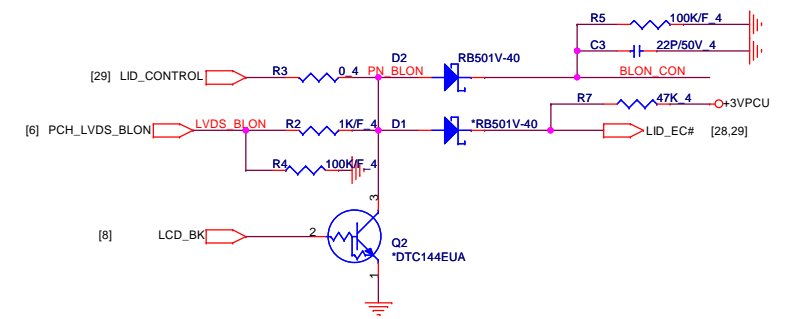 R5 100K/F_4
C3 22P/50V_4
D2 RB501V-40
[29] LID_CONTROL R3 0_4 PN_BLON BLON_CON
R7 47K_4 +3VPCU
[6] PCH_LVDS_BLON LVDS_BLON R2 1K/F_4 D1 *RB501V-40 LID_EC# [28,29]
R4 100K/F_4
3
[8] LCD_BK 2 Q2
*DTC144EUA
1